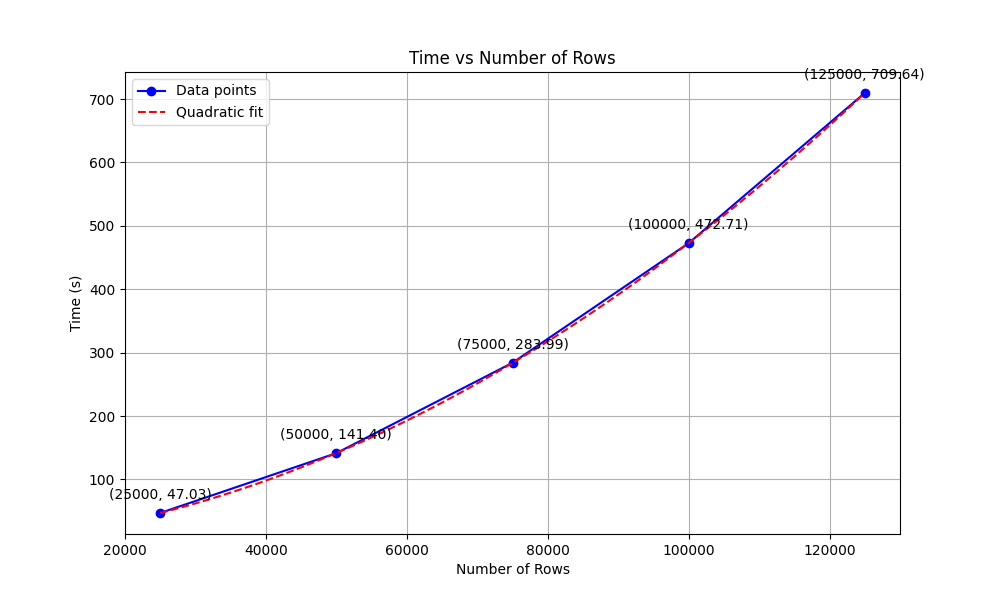 Time vs Number of Rows
Data points
Quadratic fit
(125000, 709.64)
(100000, 472.71)
(75000, 283.99)
(50000, 141.40)
(25000, 47.03)
Time (s)
700
600
500
400
300
200
100
20000 40000 60000 80000 100000 120000
Number of Rows